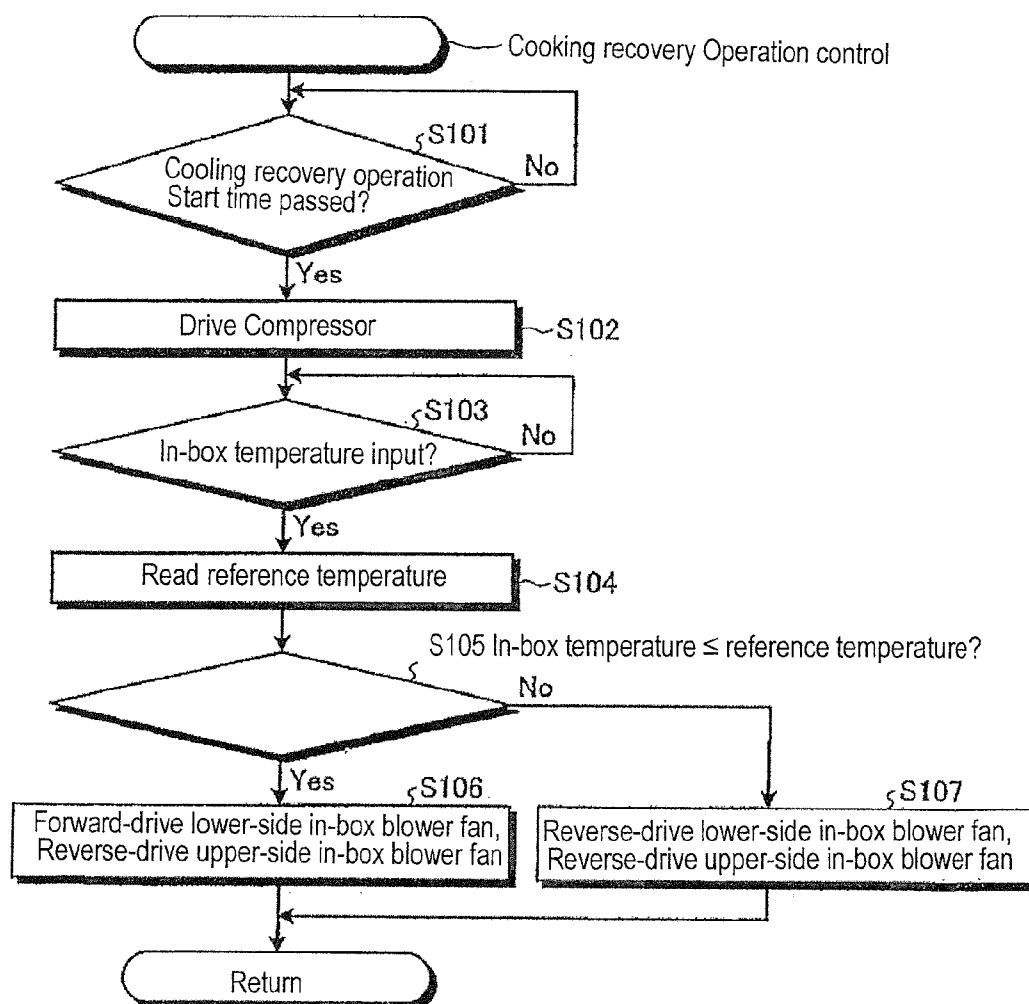 Cooking recovery Operation control
S101
Cooling recovery operation
Start time passed?
No
Yes
Drive Compressor
S102
S103
In-box temperature input?
No
Yes
Read reference temperature
S104
S105 In-box temperature ≤ reference temperature?
No
Yes
S106
Forward-drive lower-side in-box blower fan,
Reverse-drive upper-side in-box blower fan
S107
Reverse-drive lower-side in-box blower fan,
Reverse-drive upper-side in-box blower fan
Return